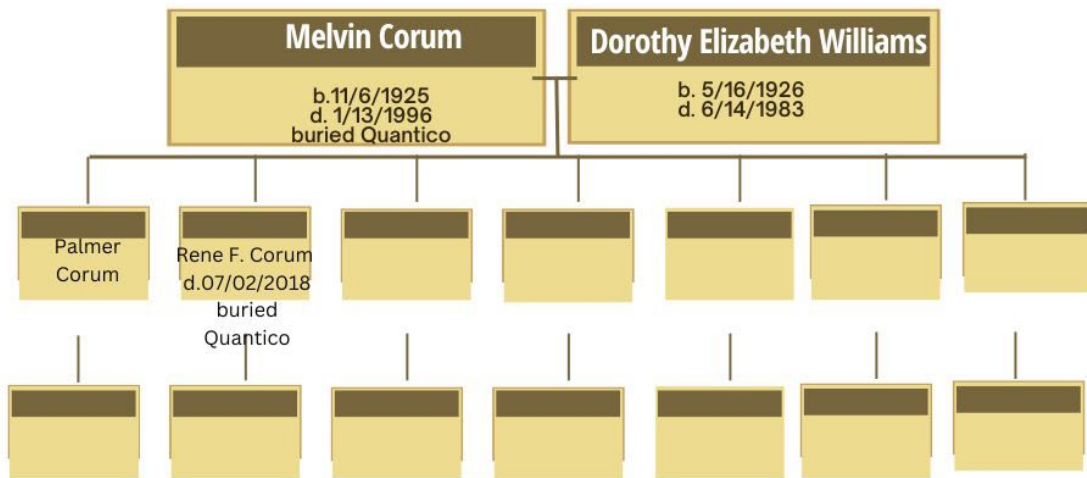 Melvin Corum
b.11/6/1925
d. 1/13/1996
buried Quantico
Dorothy Elizabeth Williams
b. 5/16/1926
d. 6/14/1983
Palmer
Corum
Rene F. Corum
d.07/02/2018
buried
Quantico